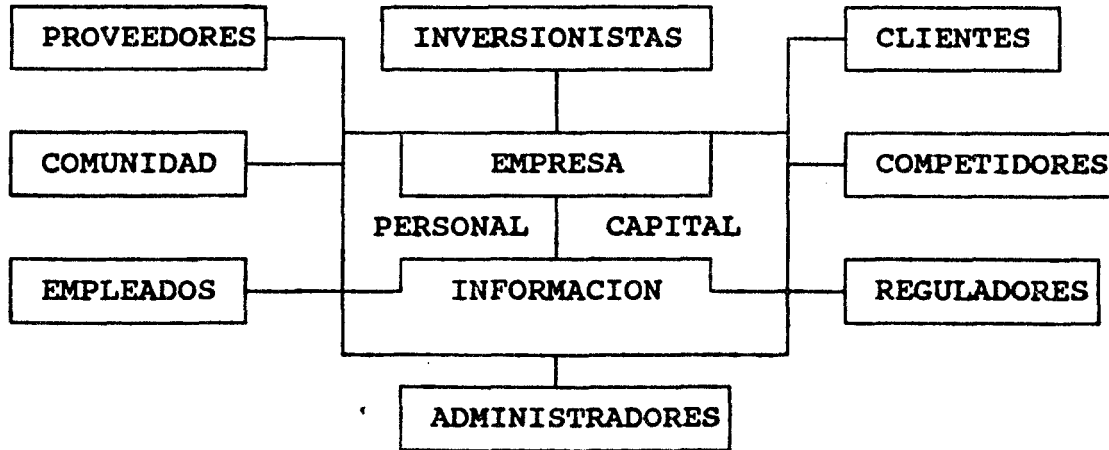 PROVEEDORES INVERSIONISTAS CLIENTES
COMUNIDAD EMPRESA COMPETIDORES
PERSONAL CAPITAL
EMPLEADOS INFORMACION REGULADORES
ADMINISTRADORES